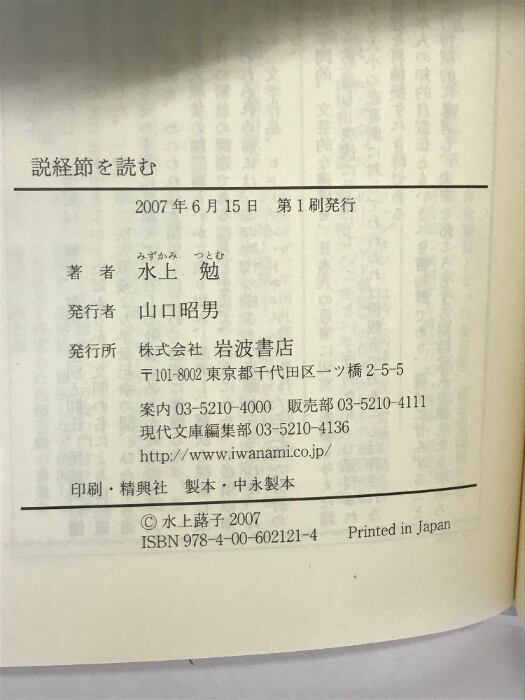 説経節を読む
2007年6月15日 第1刷発行
みずかみ つとむ
著者 水上 勉
発行者 山口昭男
発行所 株式会社 岩波書店
〒101-8002 東京都千代田区一ツ橋2-5-5
案内 03-5210-4000 販売部 03-5210-4111
現代文庫編集部 03-5210-4136
http://www.iwanami.co.jp/
印刷・精興社 製本・中永製本
© 水上蕗子 2007
ISBN 978-4-00-602121-4 Printed in Japan